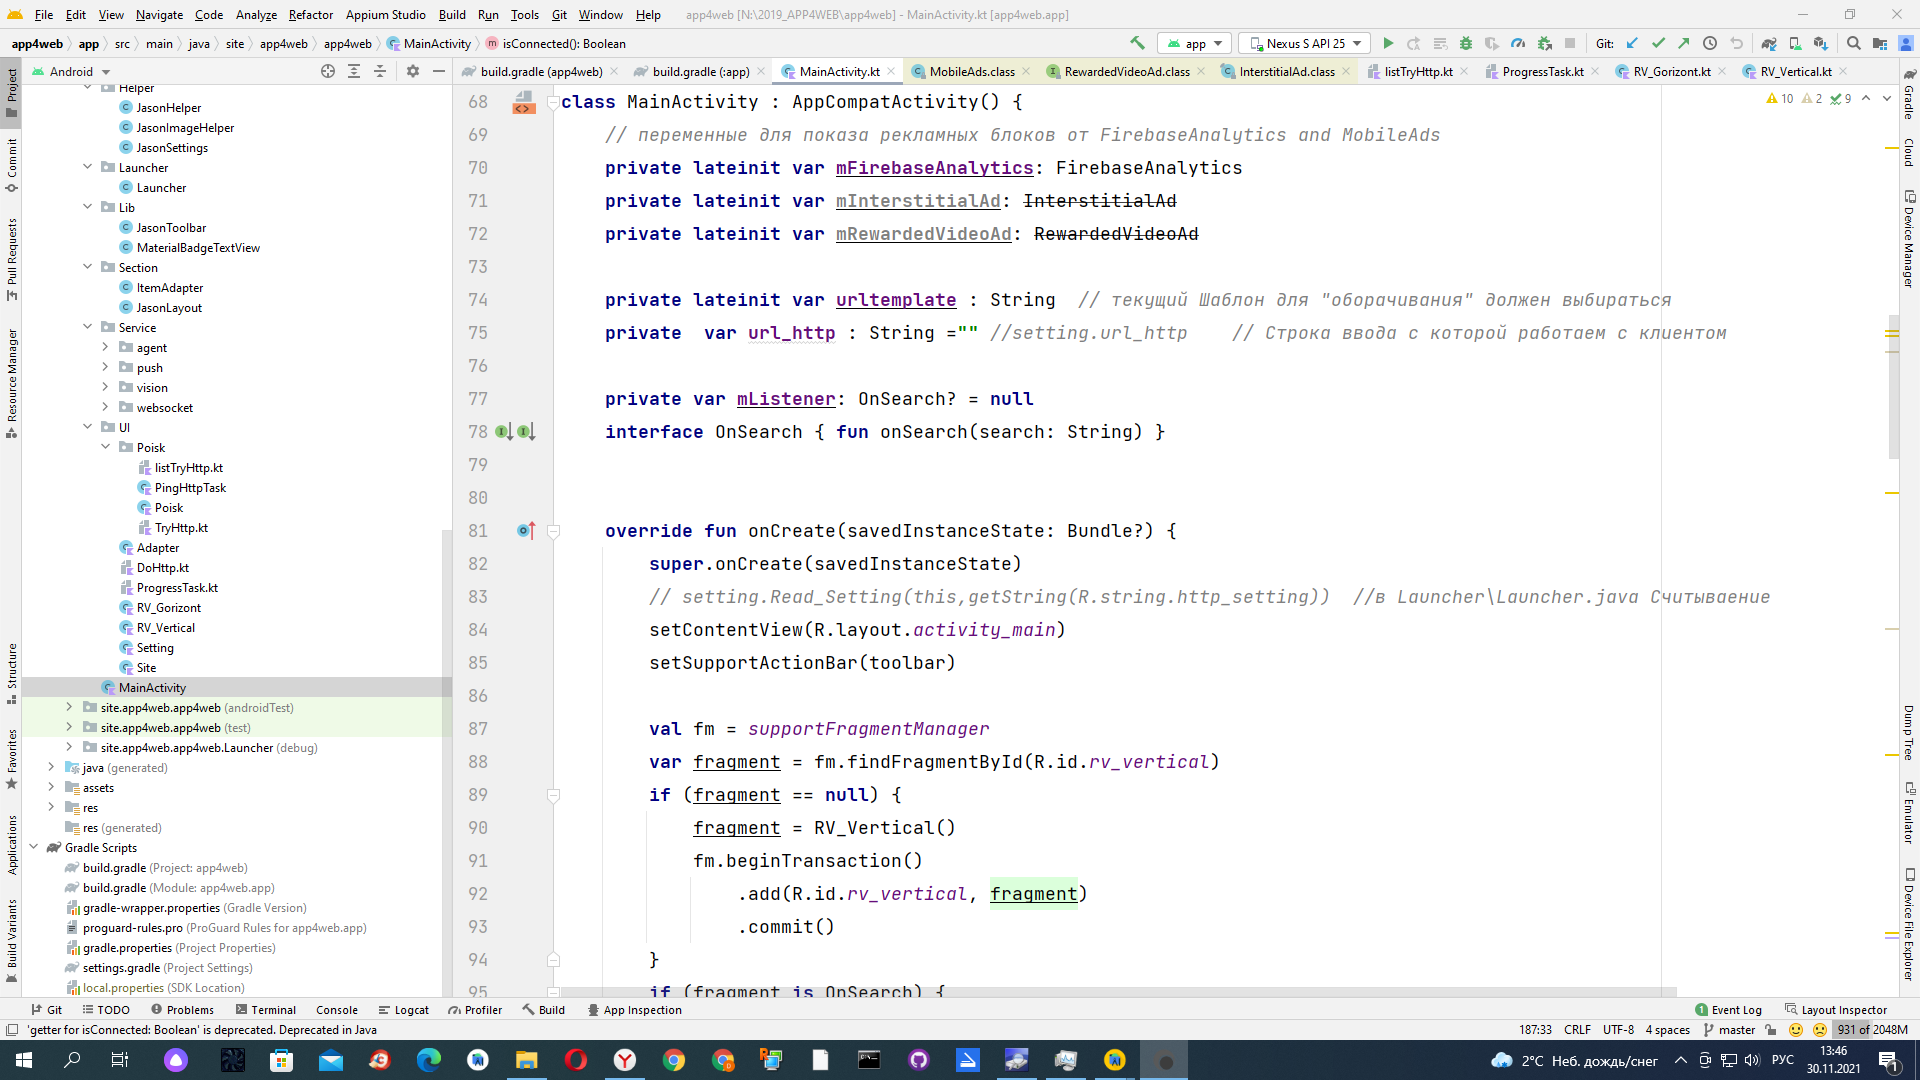 File Edit View Navigate Code Analyze Refactor Appium Studio Build Run Tools Git Window Help app4web [N:\2019_APP4WEB\app4web] - MainActivity.kt [app4web.app]
app4web app src main java site app4web app4web MainActivity isConnected(): Boolean app Nexus S API 25 Git:
Android build.gradle (app4web) build.gradle (:app) MainActivity.kt MobileAds.class RewardedVideoAd.class InterstitialAd.class listTryHttp.kt ProgressTask.kt RV_Gorizont.kt RV_Vertical.kt
Project
Commit
Pull Requests
Resource Manager
Structure
Favorites
Applications
Build Variants
Helper
JasonHelper
JasonImageHelper
JasonSettings
Launcher
Launcher
Lib
JasonToolbar
MaterialBadgeTextView
Section
ItemAdapter
JasonLayout
Service
agent
push
vision
websocket
UI
Poisk
listTryHttp.kt
PingHttpTask
Poisk
TryHttp.kt
Adapter
DoHttp.kt
ProgressTask.kt
RV_Gorizont
RV_Vertical
Setting
Site
MainActivity
site.app4web.app4web (androidTest)
site.app4web.app4web (test)
site.app4web.app4web.Launcher (debug)
java (generated)
assets
res
res (generated)
Gradle Scripts
build.gradle (Project: app4web)
build.gradle (Module: app4web.app)
gradle-wrapper.properties (Gradle Version)
proguard-rules.pro (ProGuard Rules for app4web.app)
gradle.properties (Project Properties)
settings.gradle (Project Settings)
local.properties (SDK Location)
10 2 9
68 class MainActivity : AppCompatActivity() {
69 // переменные для показа рекламных блоков от FirebaseAnalytics and MobileAds
70 private lateinit var mFirebaseAnalytics: FirebaseAnalytics
71 private lateinit var mInterstitialAd: InterstitialAd
72 private lateinit var mRewardedVideoAd: RewardedVideoAd
73
74 private lateinit var urltemplate : String // текущий Шаблон для "оборачивания" должен выбираться
75 private var url_http : String ="" //setting.url_http // Строка ввода с которой работаем с клиентом
76
77 private var mListener: OnSearch? = null
78 interface OnSearch { fun onSearch(search: String) }
79
80
81 override fun onCreate(savedInstanceState: Bundle?) {
82 super.onCreate(savedInstanceState)
83 // setting.Read_Setting(this,getString(R.string.http_setting)) //в Launcher\Launcher.java Считываение
84 setContentView(R.layout.activity_main)
85 setSupportActionBar(toolbar)
86
87 val fm = supportFragmentManager
88 var fragment = fm.findFragmentById(R.id.rv_vertical)
89 if (fragment == null) {
90 fragment = RV_Vertical()
91 fm.beginTransaction()
92 .add(R.id.rv_vertical, fragment)
93 .commit()
94 }
95 if (fragment is OnSearch) {
Gradle
Cloud
Device Manager
Dump Tree
Emulator
Device File Explorer
Git TODO Problems Terminal Console Logcat Profiler Build App Inspection 1 Event Log Layout Inspector
'getter for isConnected: Boolean' is deprecated. Deprecated in Java 187:33 CRLF UTF-8 4 spaces master 931 of 2048M
2°C Неб. дождь/снег РУС 13:46
30.11.2021 1